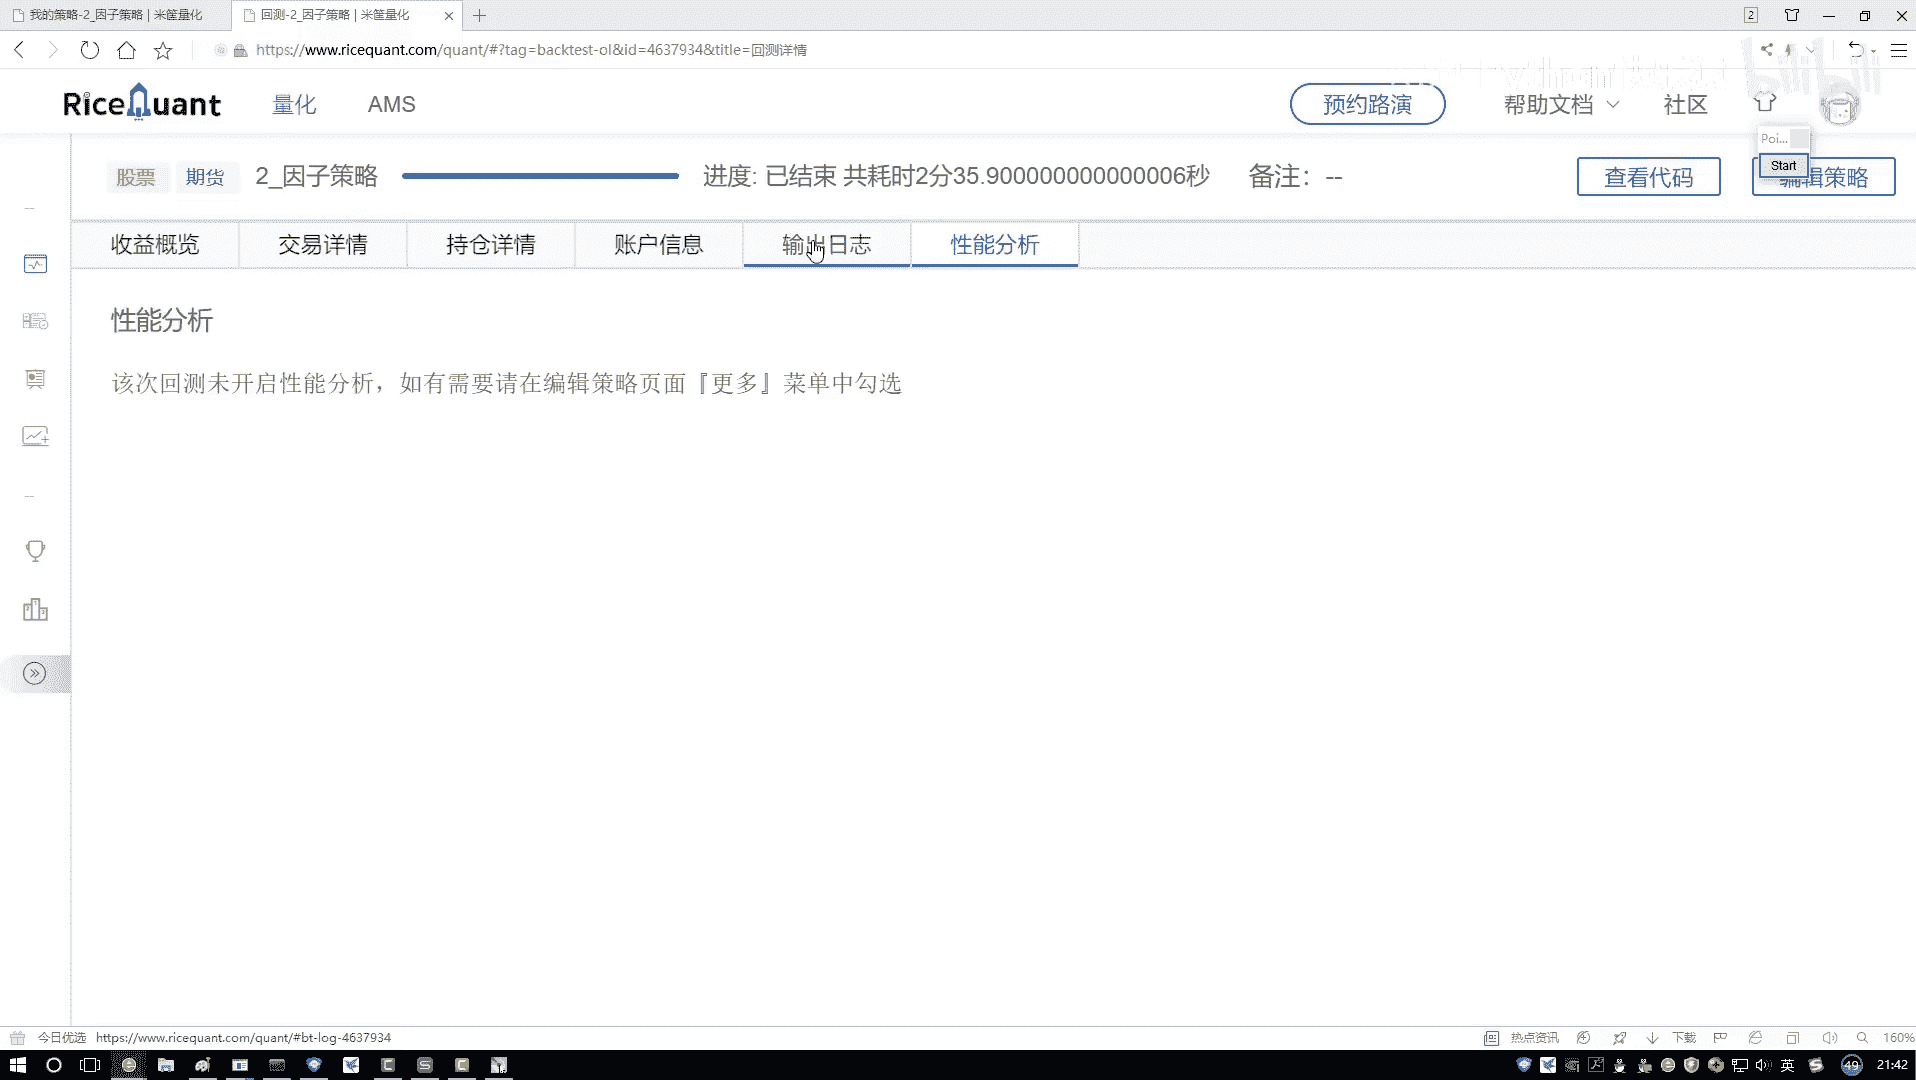 我的策略-2_因子策略 | 米筐量化
回测-2_因子策略 | 米筐量化
2
https://www.ricequant.com/quant/#?tag=backtest-ol&id=4637934&title=回测详情
RiceQuant
量化
AMS
预约路演
帮助文档
社区
Poi...
Start
股票
期货
2_因子策略
进度: 已结束 共耗时2分35.900000000000006秒
备注: --
查看代码
编辑策略
收益概览
交易详情
持仓详情
账户信息
输出日志
性能分析
性能分析
该次回测未开启性能分析，如有需要请在编辑策略页面『更多』菜单中勾选
今日优选
https://www.ricequant.com/quant/#bt-log-4637934
热点资讯
下载
160%
英
49
21:42